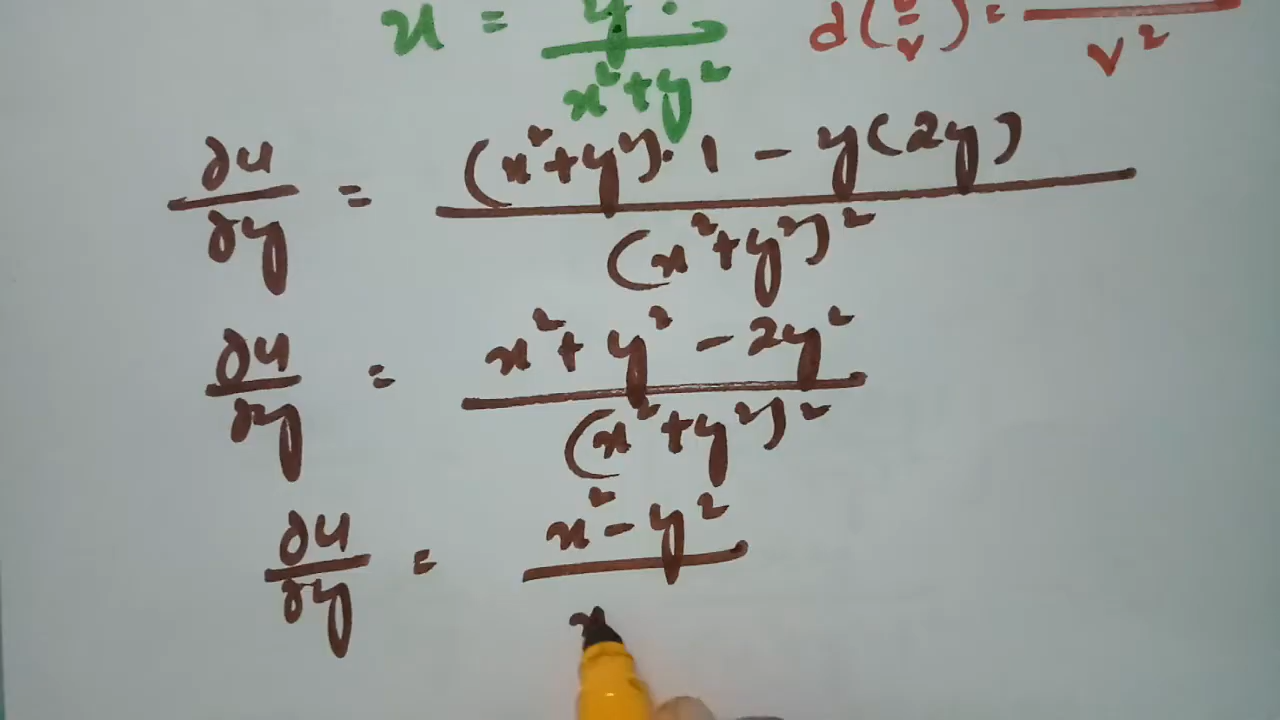 u = y / (x² + y²)
d(u/v) = / v²
∂u/∂y = (x² + y²) · 1 - y(2y) / (x² + y²)²
∂u/∂y = x² + y² - 2y² / (x² + y²)²
∂u/∂y = x² - y² / x